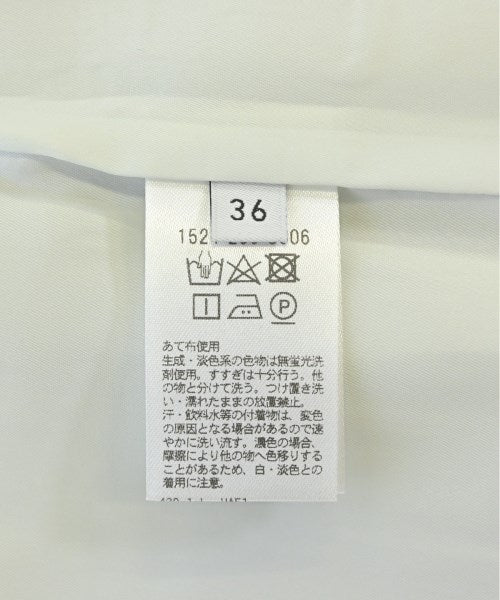 36
06
P
あて布使用
生成・淡色系の色物は無蛍光洗
剤使用。すすぎは十分行う。他
の物と分けて洗う。つけ置き洗
い・濡れたままの放置禁止。
汗・飲料水等の付着物は、変色
の原因となる場合があるので速
やかに洗い流す。濃色の場合、
摩擦により他の物へ色移りする
ことがあるため、白・淡色との
着用に注意。